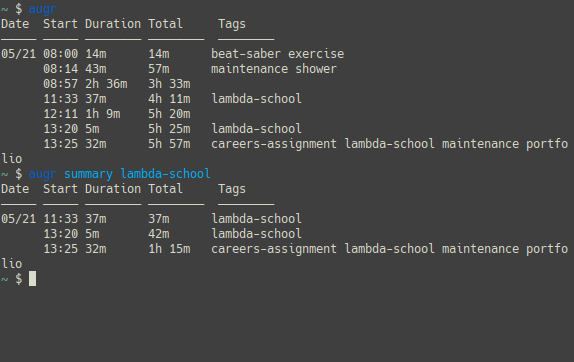 ~ $ augr
Date  Start Duration Total    Tags
───── ───── ──────── ──────── ────────
05/21 08:00 14m      14m      beat-saber exercise
      08:14 43m      57m      maintenance shower
      08:57 2h 36m   3h 33m
      11:33 37m      4h 11m   lambda-school
      12:11 1h 9m    5h 20m
      13:20 5m       5h 25m   lambda-school
      13:25 32m      5h 57m   careers-assignment lambda-school maintenance portfo
lio
~ $ augr summary lambda-school
Date  Start Duration Total    Tags
───── ───── ──────── ──────── ────────
05/21 11:33 37m      37m      lambda-school
      13:20 5m       42m      lambda-school
      13:25 32m      1h 15m   careers-assignment lambda-school maintenance portfo
lio
~ $